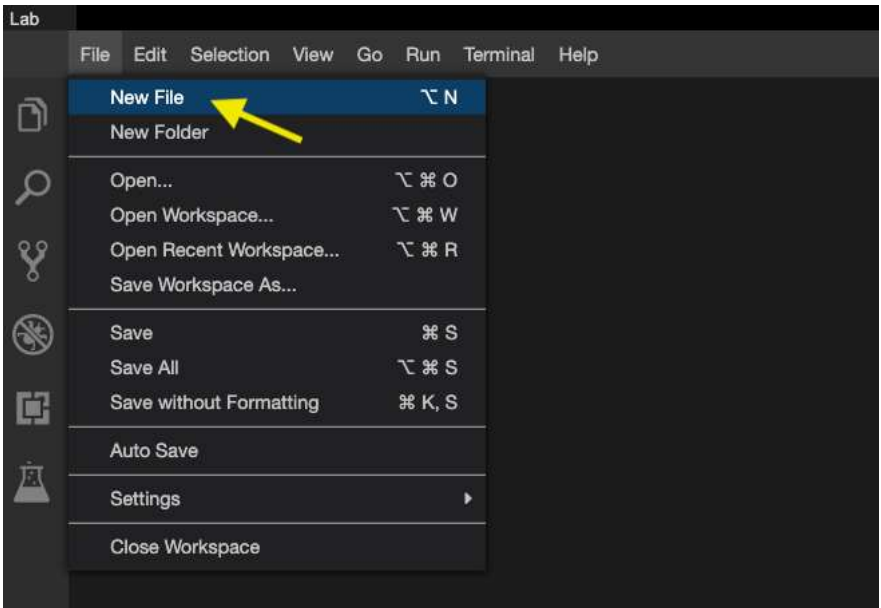 Lab
File Edit Selection View Go Run Terminal Help
New File ⌥ N
New Folder
Open... ⌥ ⌘ O
Open Workspace... ⌥ ⌘ W
Open Recent Workspace... ⌥ ⌘ R
Save Workspace As...
Save ⌘ S
Save All ⌥ ⌘ S
Save without Formatting ⌘ K, S
Auto Save
Settings
Close Workspace